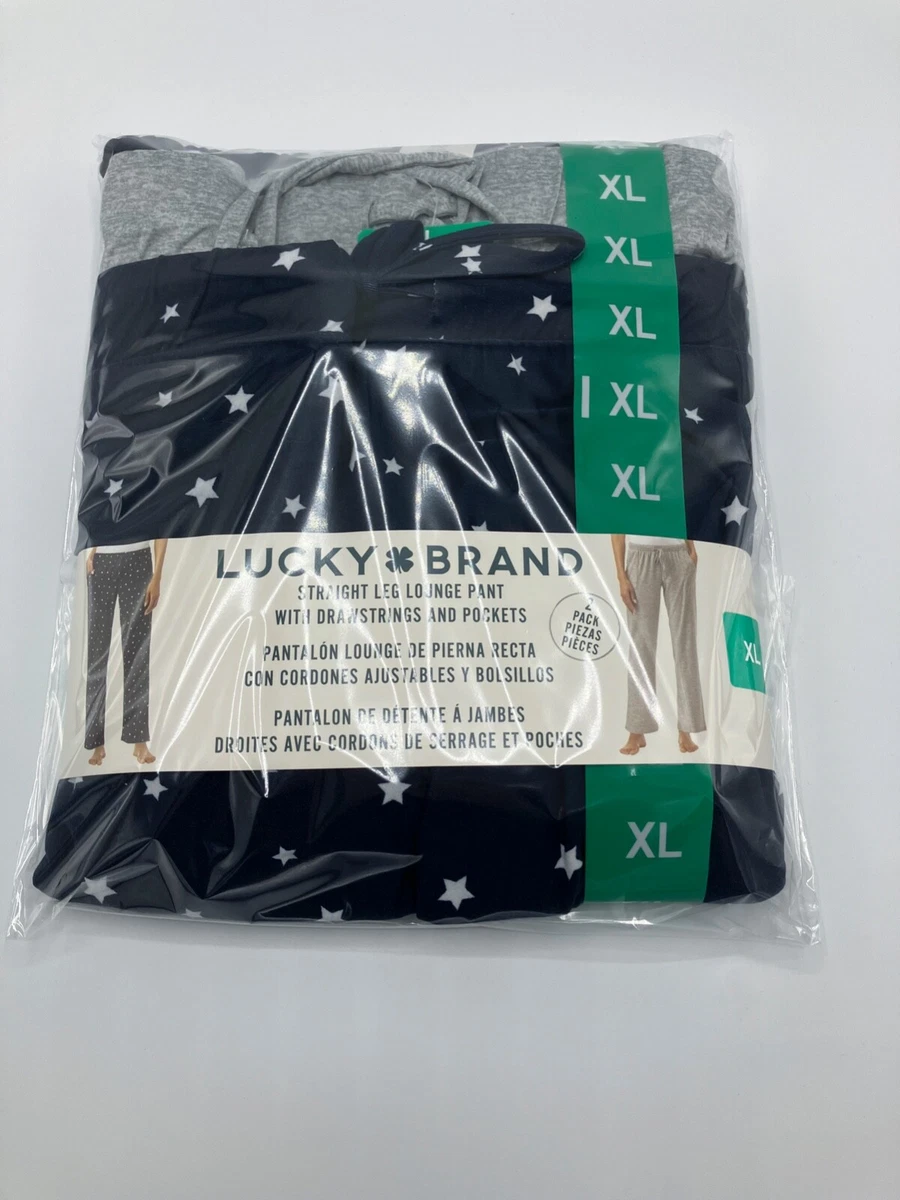 XL
XL
XL
XL
XL
LUCKY BRAND
STRAIGHT LEG LOUNGE PANT
WITH DRAWSTRINGS AND POCKETS
2
PACK
PIEZAS
PIÈCES
PANTALÓN LOUNGE DE PIERNA RECTA
CON CORDONES AJUSTABLES Y BOLSILLOS
PANTALON DE DÉTENTE Á JAMBES
DROITES AVEC CORDONS DE SERRAGE ET POCHES
XL
XL